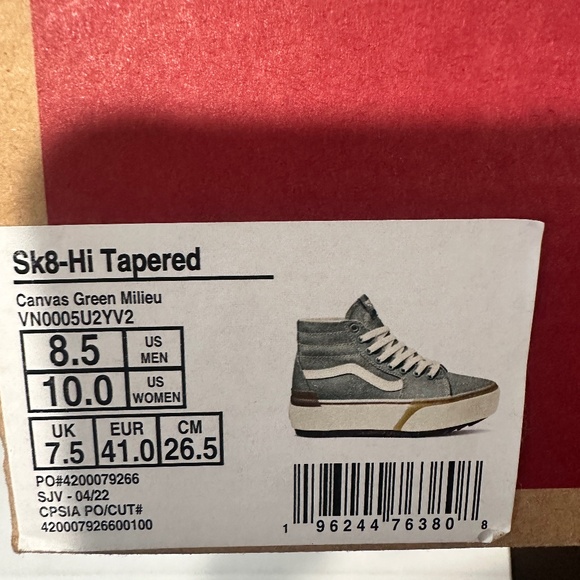 Sk8-Hi Tapered
Canvas Green Milieu
VN0005U2YV2
8.5 US MEN
10.0 US WOMEN
UK EUR CM
7.5 41.0 26.5
PO#4200079266
SJV - 04/22
CPSIA PO/CUT#
420007926600100
1 96244 76380 8